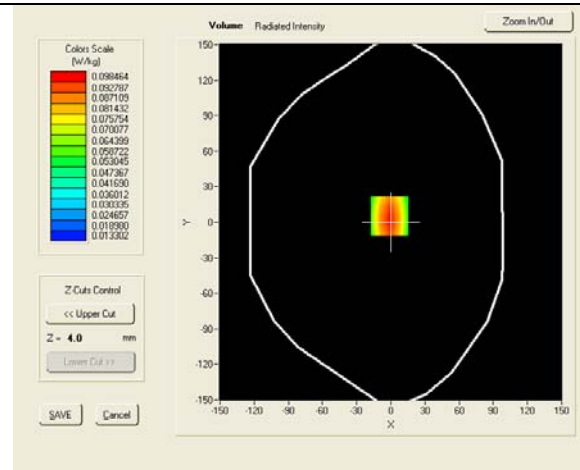 Volume Radiated Intensity
Zoom In/Out
Colors Scale
(W/kg)
0.098464
0.092787
0.087109
0.081432
0.075754
0.070077
0.064399
0.058722
0.053045
0.047367
0.041690
0.036012
0.030335
0.024657
0.018980
0.013302
Z-Cuts Control
<< Upper Cut
Z = 4.0 mm
Lower Cut >>
SAVE
Cancel
150
120
90
60
30
0
-30
-60
-90
-120
-150
Y
-150 -120 -90 -60 -30 0 30 60 90 120 150
X